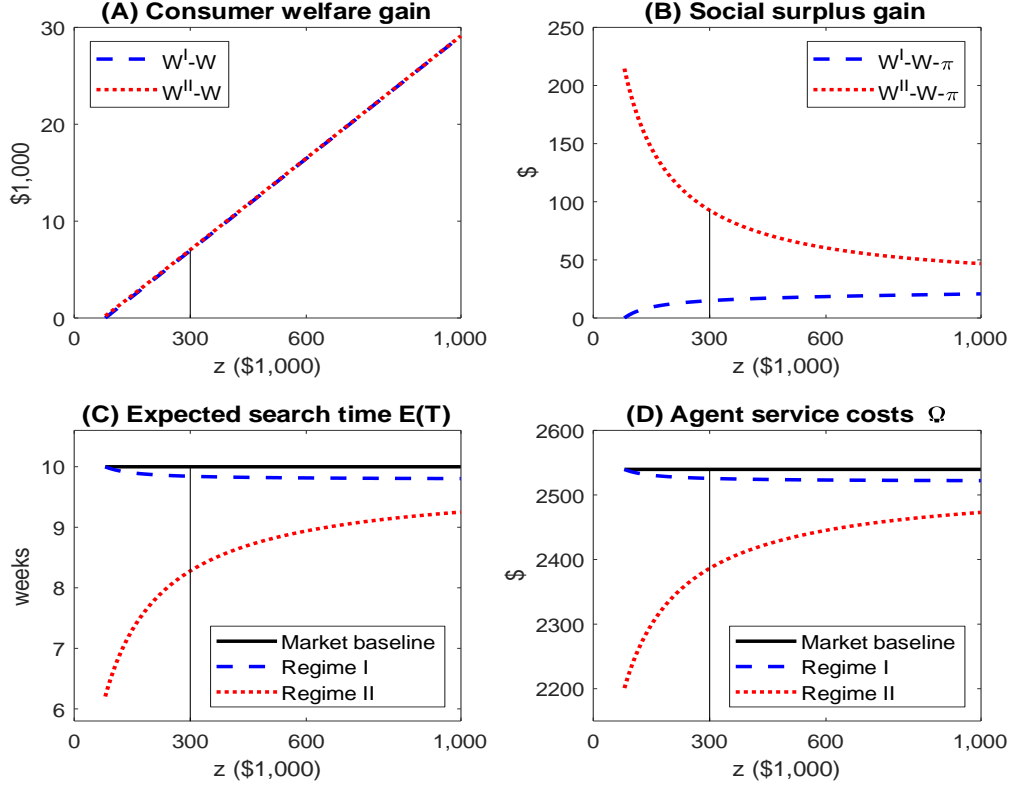 (A) Consumer welfare gain
30
20
10
0
$1,000
W^I-W
W^II-W
0
300
600
1,000
z ($1,000)
(B) Social surplus gain
250
200
150
100
50
0
$
W^I-W-π
W^II-W-π
0
300
600
1,000
z ($1,000)
(C) Expected search time E(T)
10
9
8
7
6
weeks
Market baseline
Regime I
Regime II
0
300
600
1,000
z ($1,000)
(D) Agent service costs Ω
2600
2500
2400
2300
2200
$
Market baseline
Regime I
Regime II
0
300
600
1,000
z ($1,000)